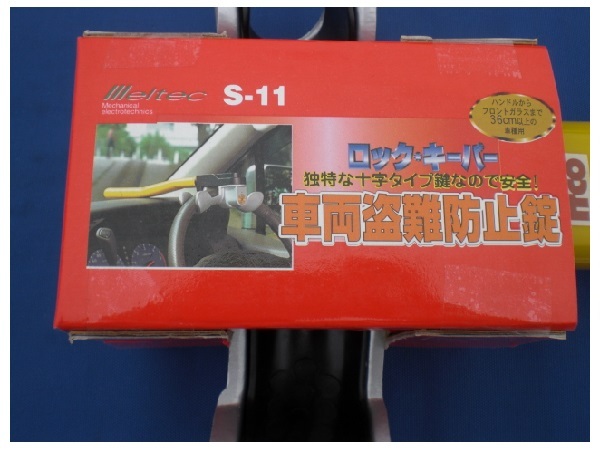 Meltec
Mechanical
electrotechnics
S-11
ハンドルから
フロントガラスまで
35cm以上の
車種用
ロック・キーパー
独特な十字タイプ鍵なので安全!
車両盗難防止錠